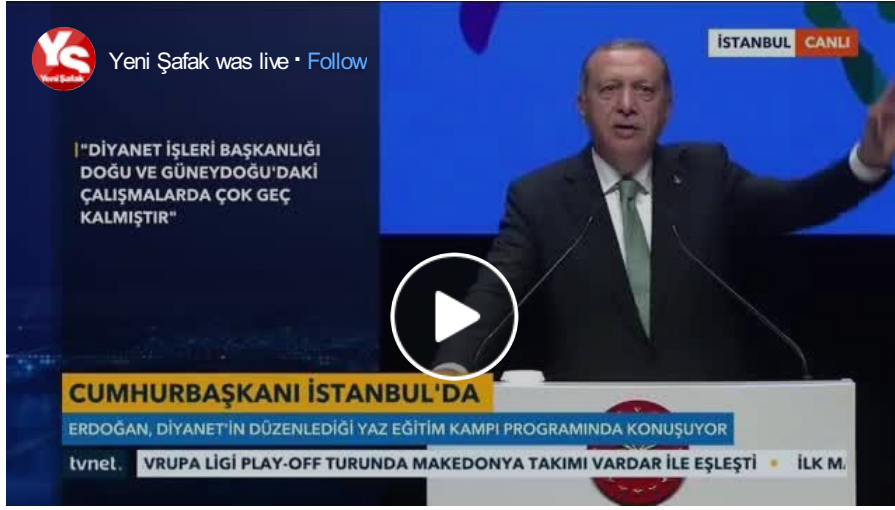 YS
Yeni Şafak
Yeni Şafak was live · Follow
İSTANBUL CANLI
"DİYANET İŞLERİ BAŞKANLIĞI
DOĞU VE GÜNEYDOĞU'DAKİ
ÇALIŞMALARDA ÇOK GEÇ
KALMIŞTIR"
CUMHURBAŞKANI İSTANBUL'DA
ERDOĞAN, DİYANET'İN DÜZENLEDİĞİ YAZ EĞİTİM KAMPI PROGRAMINDA KONUŞUYOR
tvnet. VRUPA LİGİ PLAY-OFF TURUNDA MAKEDONYA TAKIMI VARDAR İLE EŞLEŞTİ • İLK M